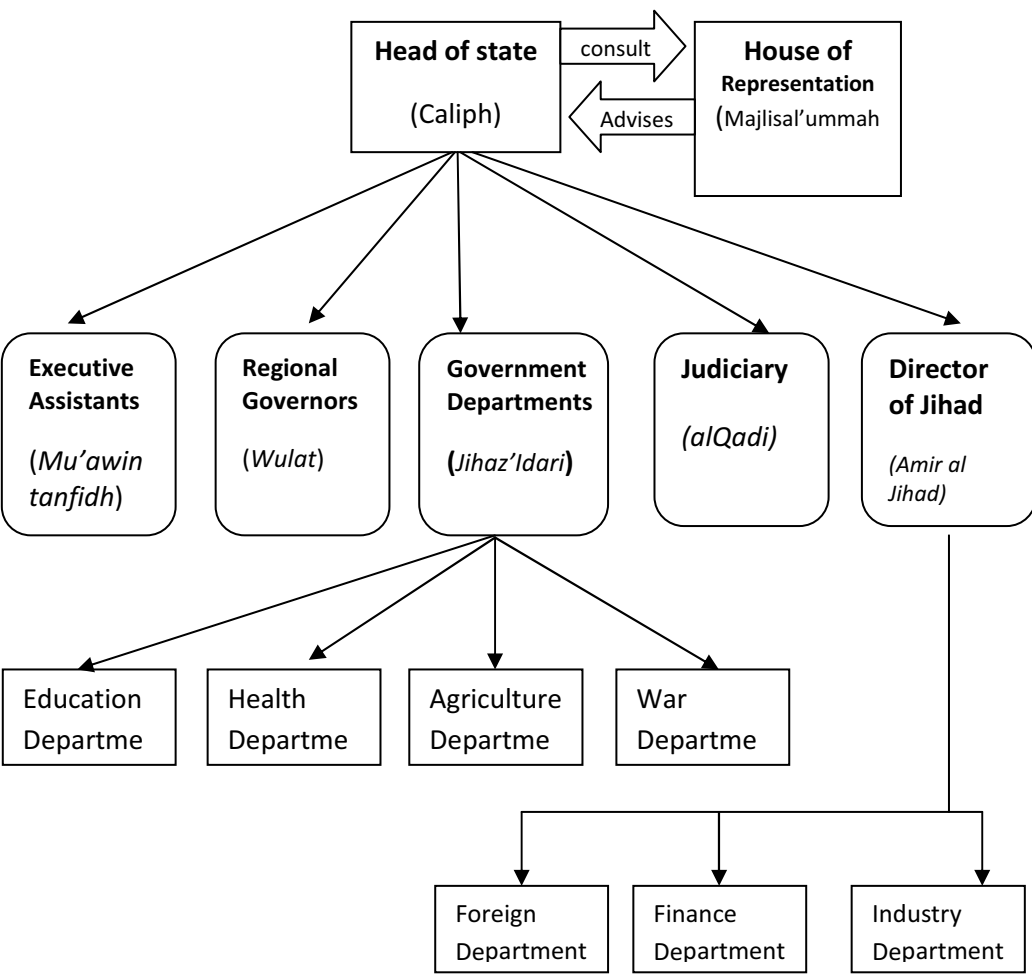 Head of state
(Caliph)
consult
Advises
House of
Representation
(Majlisal’ummah
Executive
Assistants
(Mu’awin
tanfidh)
Regional
Governors
(Wulat)
Government
Departments
(Jihaz’Idari)
Judiciary
(alQadi)
Director
of Jihad
(Amir al
Jihad)
Education
Departme
Health
Departme
Agriculture
Departme
War
Departme
Foreign
Department
Finance
Department
Industry
Department